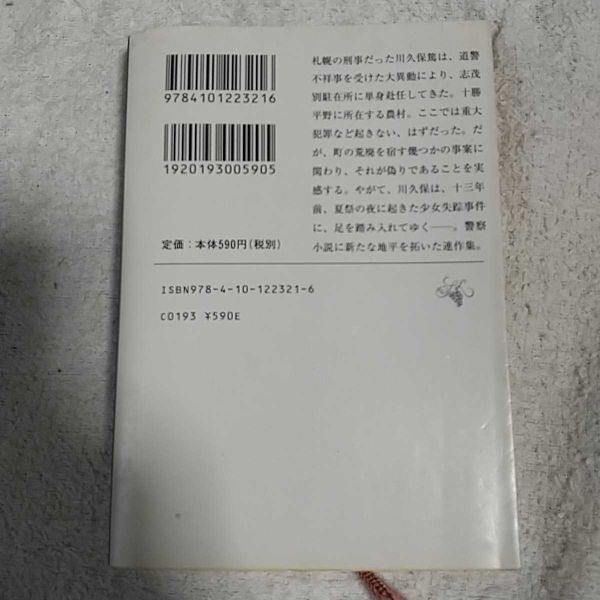 9784101223216
1920193005905
定価：本体590円（税別）
札幌の刑事だった川久保篤は、道警
不祥事を受けた大異動により、志茂
別駐在所に単身赴任してきた。十勝
平野に所在する農村。ここでは重大
犯罪など起きない、はずだった。だ
が、町の荒廃を宿す幾つかの事案に
関わり、それが偽りであることを実
感する。やがて、川久保は、十三年
前、夏祭の夜に起きた少女失踪事件
に、足を踏み入れてゆく――。警察
小説に新たな地平を拓いた連作集。
ISBN978-4-10-122321-6
C0193 ¥590E